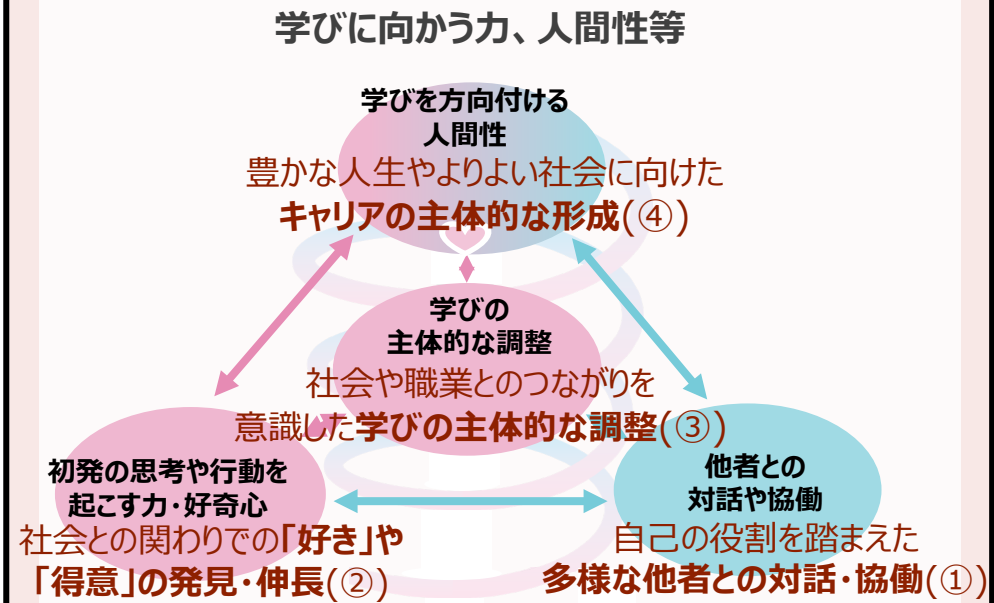 学びに向かう力、人間性等
学びを方向付ける
人間性
豊かな人生やよりよい社会に向けた
キャリアの主体的な形成(④)
学びの
主体的な調整
社会や職業とのつながりを
意識した学びの主体的な調整(③)
初発の思考や行動を
起こす力・好奇心
社会との関わりでの「好き」や
「得意」の発見・伸長(②)
他者との
対話や協働
自己の役割を踏まえた
多様な他者との対話・協働(①)